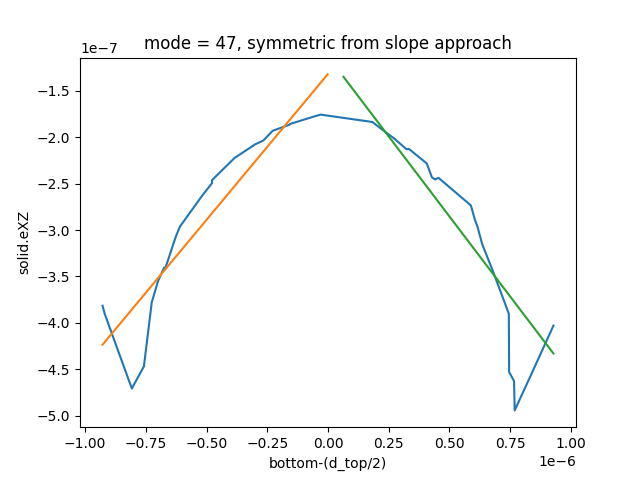 mode = 47, symmetric from slope approach
1e−7
−1.5
−2.0
−2.5
−3.0
−3.5
−4.0
−4.5
−5.0
solid.eXZ
−1.00 −0.75 −0.50 −0.25 0.00 0.25 0.50 0.75 1.00
bottom-(d_top/2)
1e−6